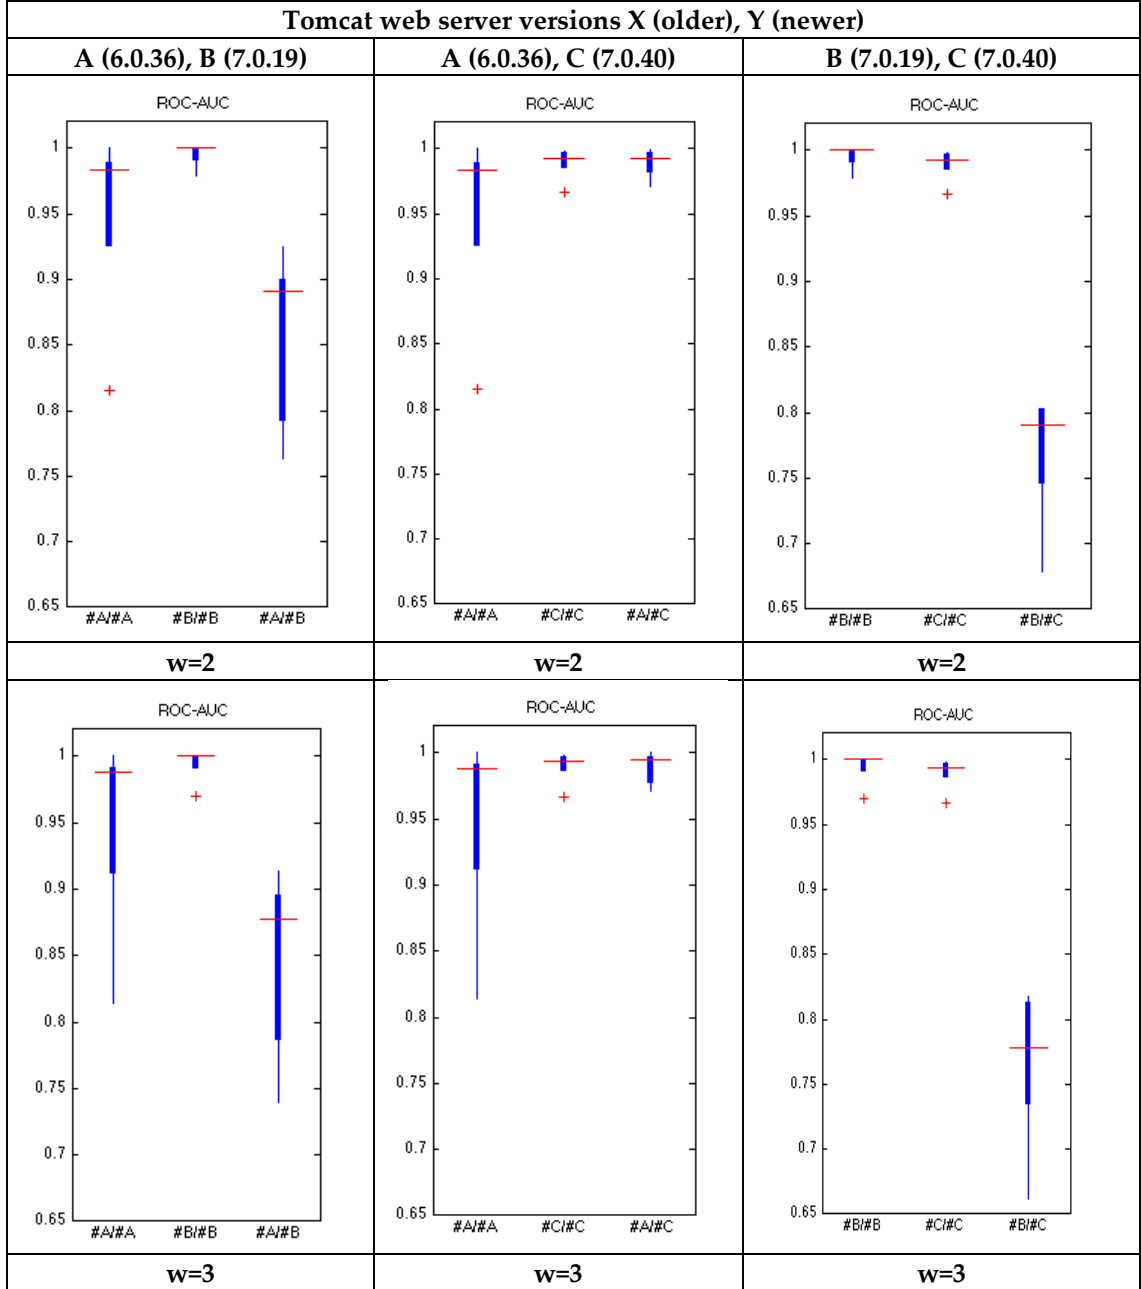 Tomcat web server versions X (older), Y (newer)
A (6.0.36), B (7.0.19)
A (6.0.36), C (7.0.40)
B (7.0.19), C (7.0.40)
ROC-AUC
1
0.95
0.9
0.85
0.8
0.75
0.7
0.65
#A/#A #B/#B #A/#B
ROC-AUC
1
0.95
0.9
0.85
0.8
0.75
0.7
0.65
#A/#A #C/#C #A/#C
ROC-AUC
1
0.95
0.9
0.85
0.8
0.75
0.7
0.65
#B/#B #C/#C #B/#C
w=2
w=2
w=2
ROC-AUC
1
0.95
0.9
0.85
0.8
0.75
0.7
0.65
#A/#A #B/#B #A/#B
ROC-AUC
1
0.95
0.9
0.85
0.8
0.75
0.7
0.65
#A/#A #C/#C #A/#C
ROC-AUC
1
0.95
0.9
0.85
0.8
0.75
0.7
0.65
#B/#B #C/#C #B/#C
w=3
w=3
w=3